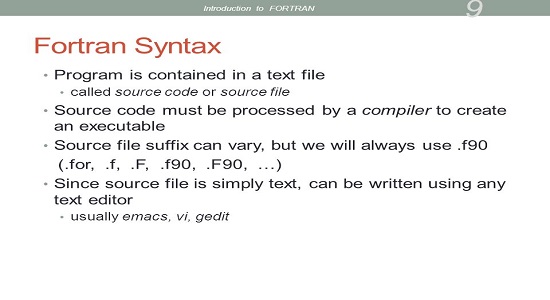 Introduction to FORTRAN
9
Fortran Syntax
• Program is contained in a text file
• called source code or source file
• Source code must be processed by a compiler to create
an executable
• Source file suffix can vary, but we will always use .f90
(.for, .f, .F, .f90, .F90, …)
• Since source file is simply text, can be written using any
text editor
• usually emacs, vi, gedit